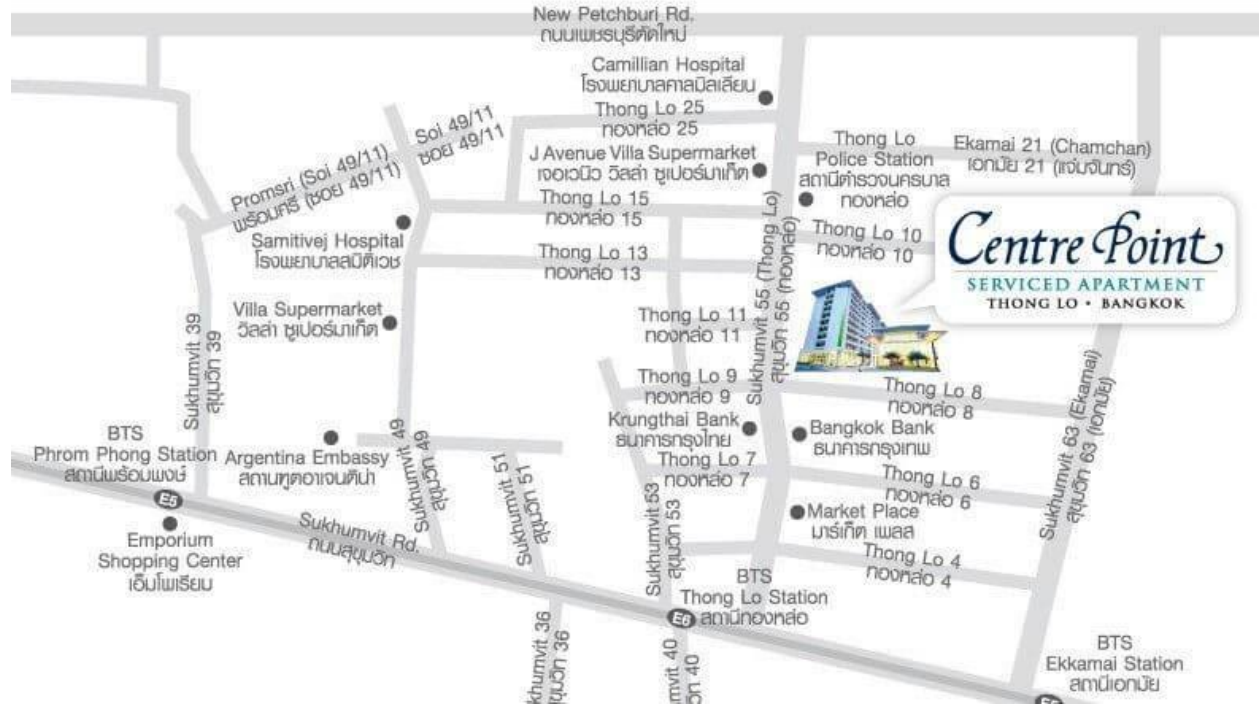 New Petchburi Rd.
ถนนเพชรบุรีตัดใหม่
Camillian Hospital
โรงพยาบาลคามิลเลียน
Thong Lo 25
ทองหล่อ 25
Soi 49/11
ซอย 49/11
Promsri (Soi 49/11)
พร้อมศรี (ซอย 49/11)
J Avenue Villa Supermarket
เจอเวนิว วิลล่า ซูเปอร์มาเก็ต
Thong Lo
Police Station
สถานีตำรวจนครบาล
ทองหล่อ
Ekamai 21 (Chamchan)
เอกมัย 21 (แจ่มจันทร์)
Thong Lo 15
ทองหล่อ 15
Samitivej Hospital
โรงพยาบาลสมิติเวช
Thong Lo 13
ทองหล่อ 13
Thong Lo 10
ทองหล่อ 10
Centre Point
SERVICED APARTMENT
THONG LO • BANGKOK
Sukhumvit 55 (Thong Lo)
สุขุมวิท 55 (ทองหล่อ)
Villa Supermarket
วิลล่า ซูเปอร์มาเก็ต
Thong Lo 11
ทองหล่อ 11
Sukhumvit 39
สุขุมวิท 39
Thong Lo 9
ทองหล่อ 9
Thong Lo 8
ทองหล่อ 8
Sukhumvit 63 (Ekamai)
สุขุมวิท 63 (เอกมัย)
Krungthai Bank
ธนาคารกรุงไทย
Bangkok Bank
ธนาคารกรุงเทพ
BTS
Phrom Phong Station
สถานีพร้อมพงษ์
E5
Argentina Embassy
สถานฑูตอาเจนติน่า
Sukhumvit 49
สุขุมวิท 49
Sukhumvit 51
สุขุมวิท 51
Thong Lo 7
ทองหล่อ 7
Thong Lo 6
ทองหล่อ 6
Sukhumvit 53
สุขุมวิท 53
Market Place
มาร์เก็ต เพลส
Emporium
Shopping Center
เอ็มโพเรียม
Sukhumvit Rd.
ถนนสุขุมวิท
Thong Lo 4
ทองหล่อ 4
BTS
Thong Lo Station
สถานีทองหล่อ
E6
khumvit 36
ขุมวิท 36
mvit 40
วิท 40
BTS
Ekkamai Station
สถานีเอกมัย